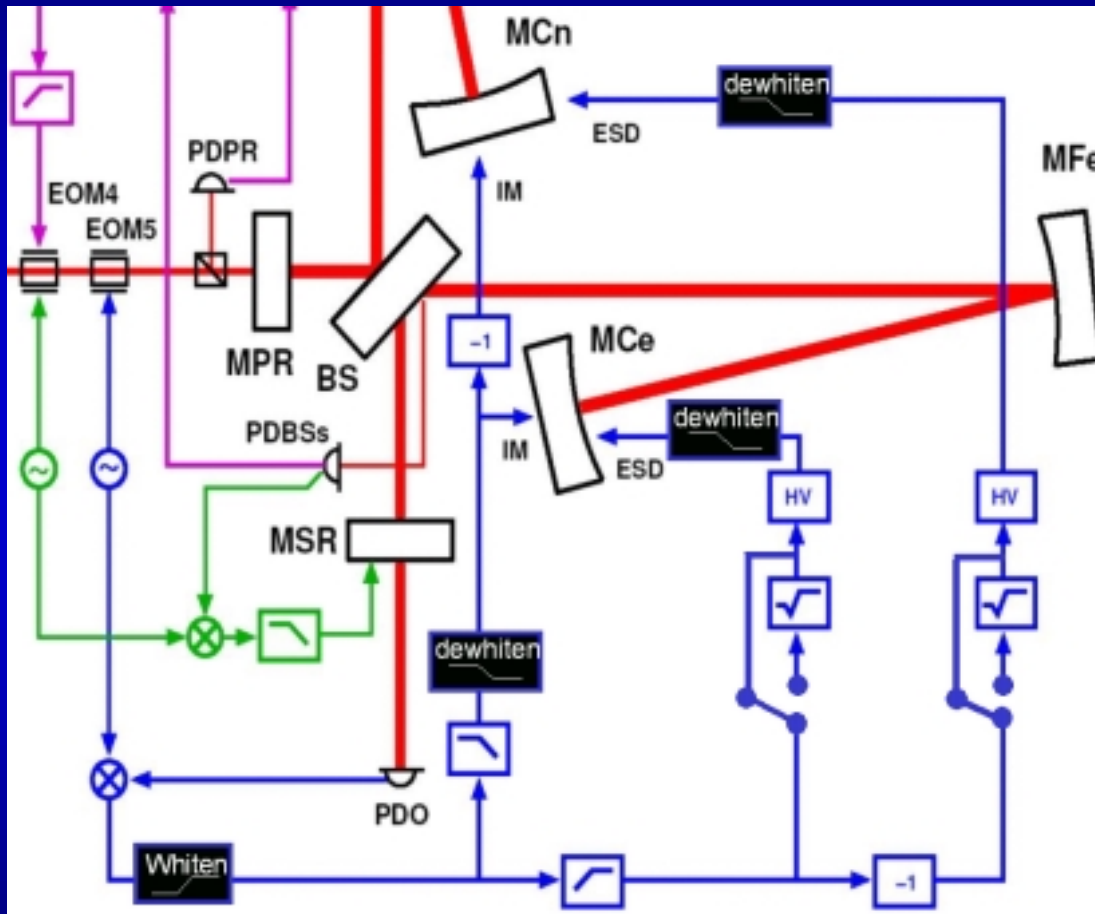 MCn
dewhiten
ESD
MFe
PDPR
IM
EOM4
EOM5
-1
MCe
MPR
BS
dewhiten
PDBSs
IM
ESD
~
~
HV
HV
MSR
√
√
dewhiten
PDO
Whiten
-1